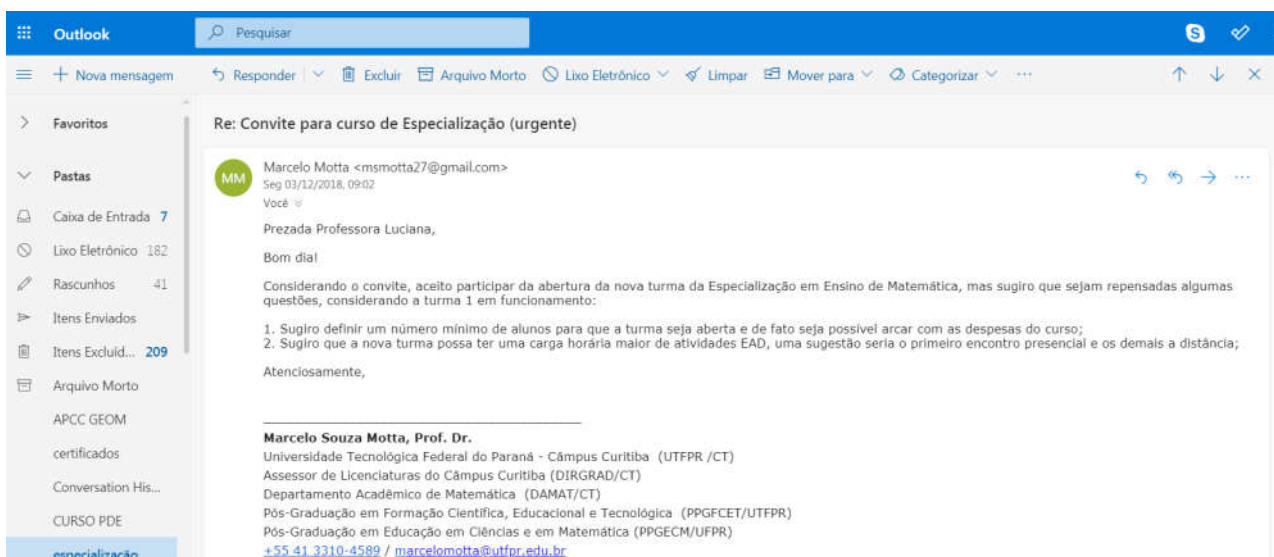 Outlook
Pesquisar
Nova mensagem
Responder
Excluir
Arquivo Morto
Lixo Eletrônico
Limpar
Mover para
Categorizar
Favoritos
Pastas
Caixa de Entrada 7
Lixo Eletrônico 182
Rascunhos 41
Itens Enviados
Itens Excluíd... 209
Arquivo Morto
APCC GEOM
certificados
Conversation His...
CURSO PDE
especialização
Re: Convite para curso de Especialização (urgente)
MM
Marcelo Motta <msmotta27@gmail.com>
Seg 03/12/2018, 09:02
Você
Prezada Professora Luciana,
Bom dia!
Considerando o convite, aceito participar da abertura da nova turma da Especialização em Ensino de Matemática, mas sugiro que sejam repensadas algumas
questões, considerando a turma 1 em funcionamento:
1. Sugiro definir um número mínimo de alunos para que a turma seja aberta e de fato seja possível arcar com as despesas do curso;
2. Sugiro que a nova turma possa ter uma carga horária maior de atividades EAD, uma sugestão seria o primeiro encontro presencial e os demais a distância;
Atenciosamente,
Marcelo Souza Motta, Prof. Dr.
Universidade Tecnológica Federal do Paraná - Câmpus Curitiba (UTFPR /CT)
Assessor de Licenciaturas do Câmpus Curitiba (DIRGRAD/CT)
Departamento Acadêmico de Matemática (DAMAT/CT)
Pós-Graduação em Formação Científica, Educacional e Tecnológica (PPGFCET/UTFPR)
Pós-Graduação em Educação em Ciências e em Matemática (PPGECM/UFPR)
+55 41 3310-4589 / marcelomotta@utfpr.edu.br